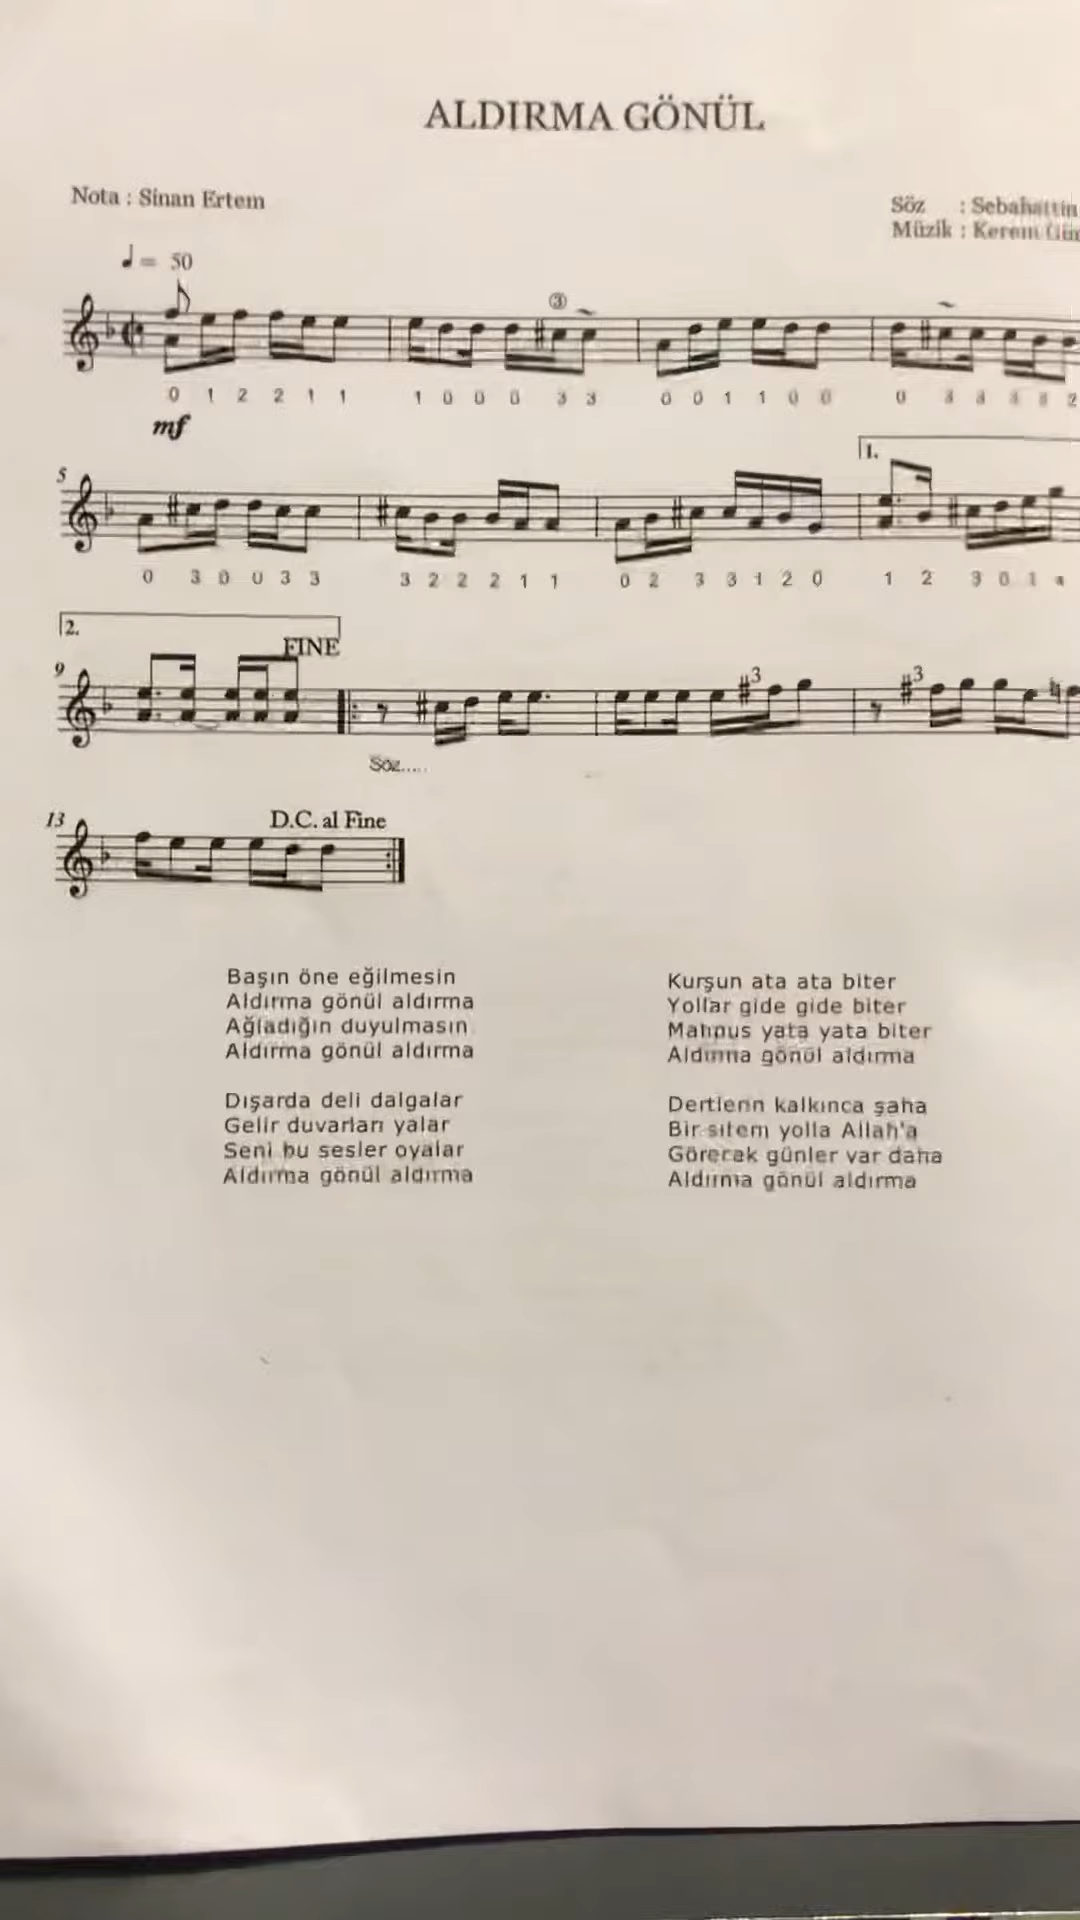 ALDIRMA GÖNÜL
Nota : Sinan Ertem
Söz : Sebahattin
Müzik : Kerem
♩ = 50
③
0 1 2 2 1 1 1 0 0 0 3 3 0 0 1 1 0 0 0 3 3 3 3 2
mf
5
1.
0 3 0 0 3 3 3 2 2 2 1 1 0 2 3 3 1 2 0 1 2 3 0 1
2.
FINE
9
3 3
Söz.....
13
D.C. al Fine
Başın öne eğilmesin
Aldırma gönül aldırma
Ağladığın duyulmasın
Aldırma gönül aldırma
Dışarda deli dalgalar
Gelir duvarları yalar
Seni bu sesler oyalar
Aldırma gönül aldırma
Kurşun ata ata biter
Yollar gide gide biter
Mahpus yata yata biter
Aldırma gönül aldırma
Dertlerin kalkınca şaha
Bir sitem yolla Allah'a
Görecek günler var daha
Aldırma gönül aldırma